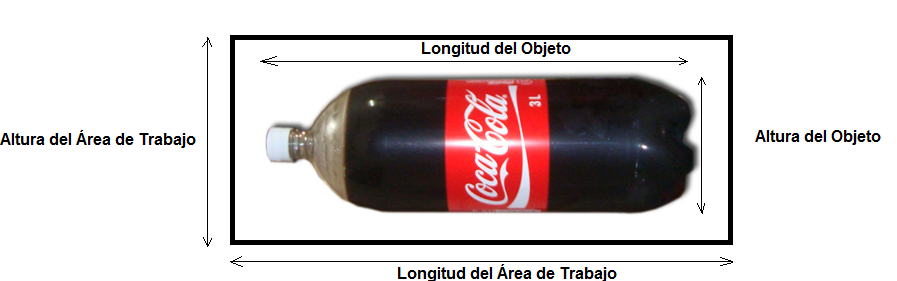 Longitud del Objeto
Altura del Área de Trabajo
Altura del Objeto
Coca-Cola
3L
Longitud del Área de Trabajo